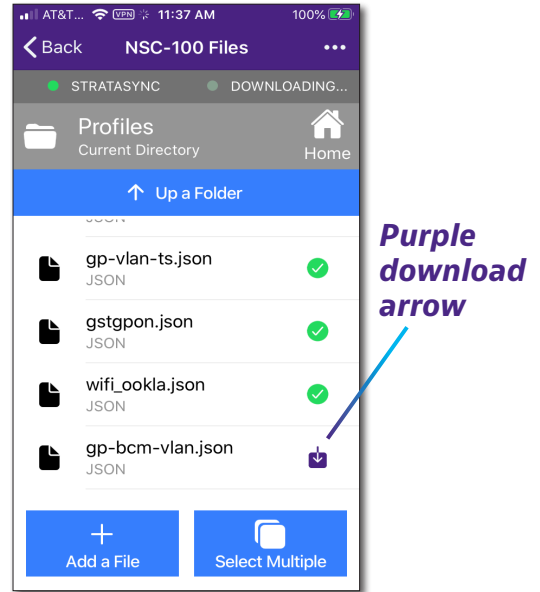 AT&T... VPN 11:37 AM 100%
Back NSC-100 Files
STRATASYNC DOWNLOADING...
Profiles
Current Directory
Home
Up a Folder
JSON
gp-vlan-ts.json
JSON
gstgpon.json
JSON
wifi_ookla.json
JSON
gp-bcm-vlan.json
JSON
Add a File Select Multiple
Purple
download
arrow